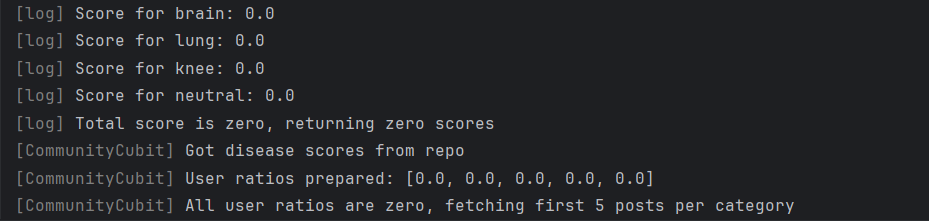 [log] Score for brain: 0.0
[log] Score for lung: 0.0
[log] Score for knee: 0.0
[log] Score for neutral: 0.0
[log] Total score is zero, returning zero scores
[CommunityCubit] Got disease scores from repo
[CommunityCubit] User ratios prepared: [0.0, 0.0, 0.0, 0.0, 0.0]
[CommunityCubit] All user ratios are zero, fetching first 5 posts per category